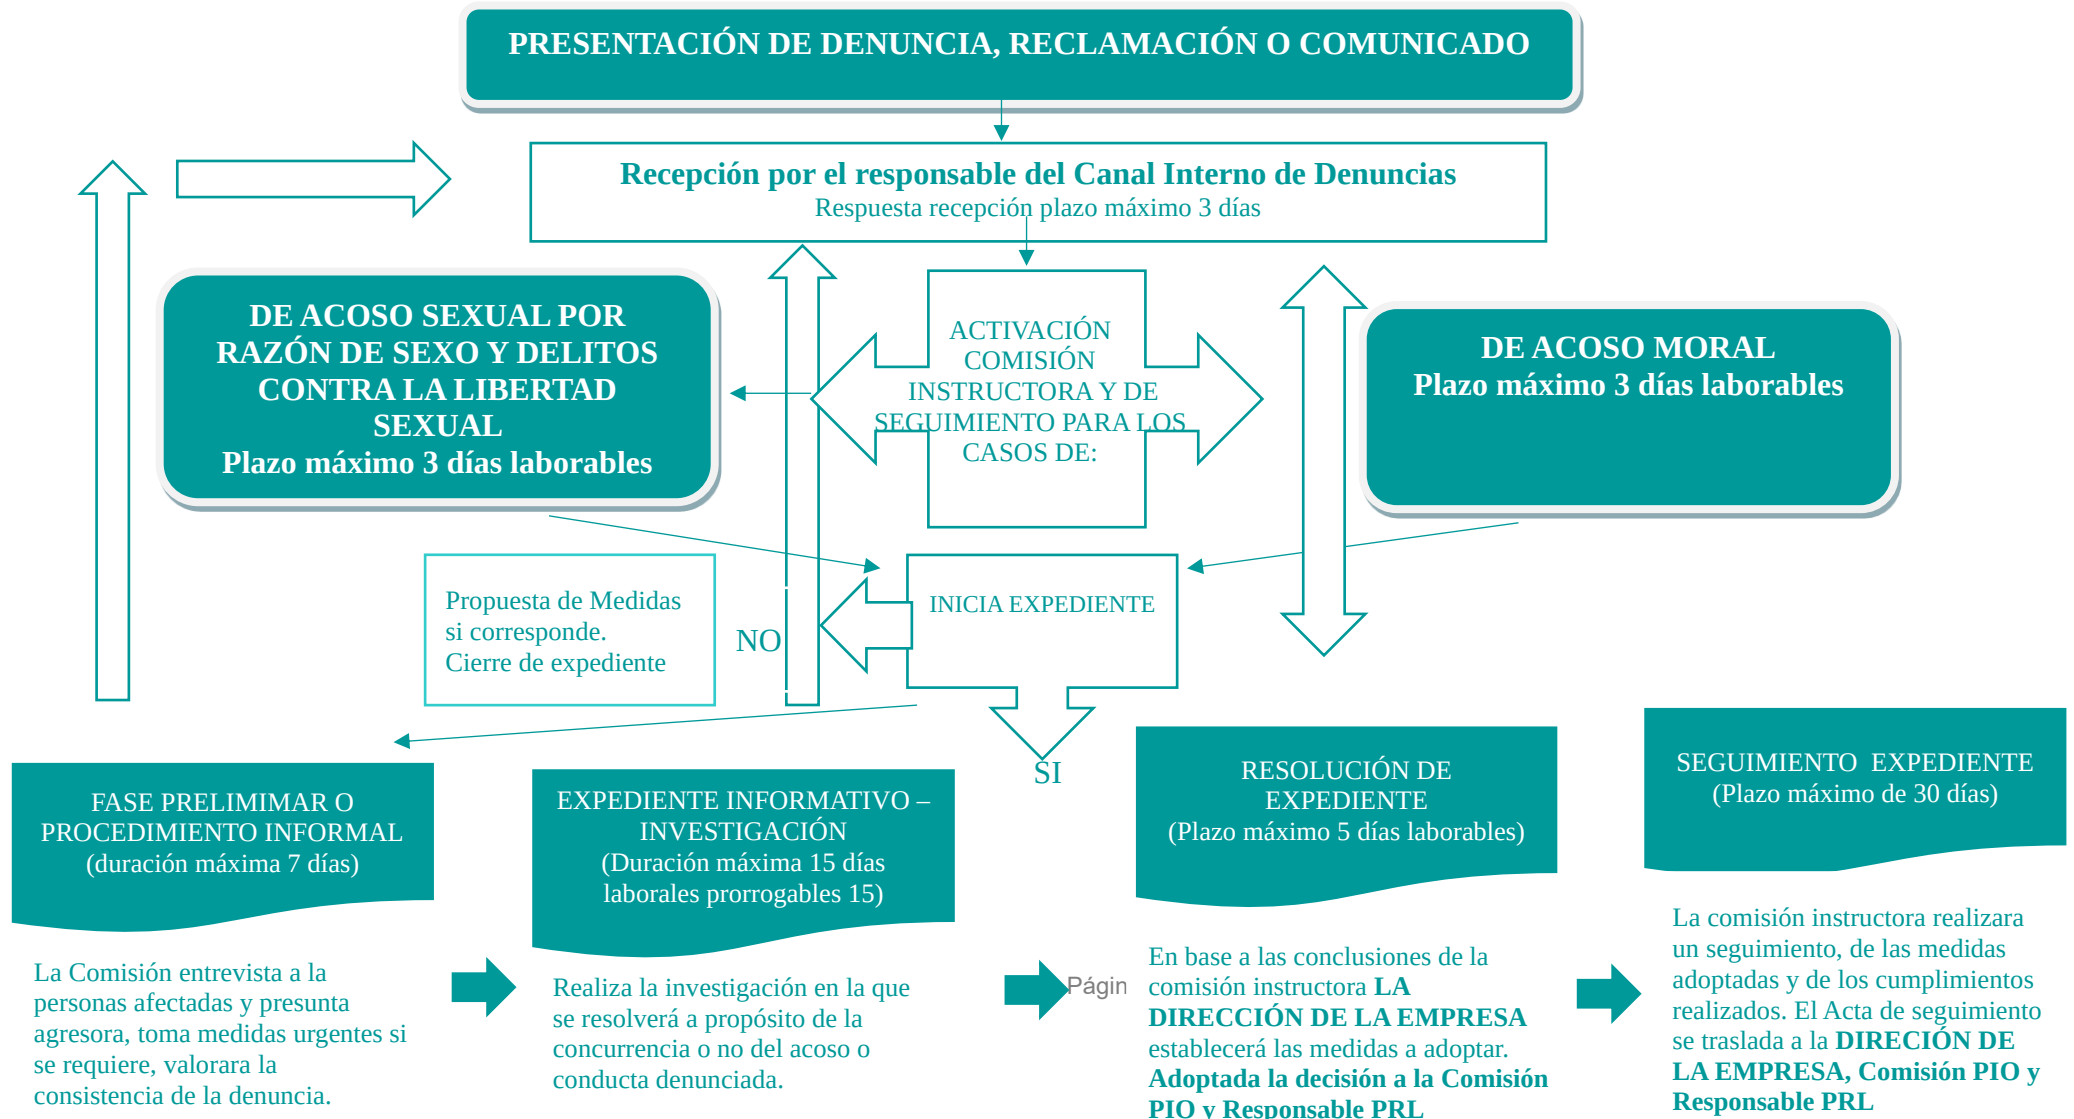 PRESENTACIÓN DE DENUNCIA, RECLAMACIÓN O COMUNICADO
Recepción por el responsable del Canal Interno de Denuncias
Respuesta recepción plazo máximo 3 días
DE ACOSO SEXUAL POR
RAZÓN DE SEXO Y DELITOS
CONTRA LA LIBERTAD
SEXUAL
Plazo máximo 3 días laborables
ACTIVACIÓN
COMISIÓN
INSTRUCTORA Y DE
SEGUIMIENTO PARA LOS
CASOS DE:
DE ACOSO MORAL
Plazo máximo 3 días laborables
Propuesta de Medidas
si corresponde.
Cierre de expediente
NO
INICIA EXPEDIENTE
SI
FASE PRELIMIMAR O
PROCEDIMIENTO INFORMAL
(duración máxima 7 días)
La Comisión entrevista a la
personas afectadas y presunta
agresora, toma medidas urgentes si
se requiere, valorara la
consistencia de la denuncia.
EXPEDIENTE INFORMATIVO –
INVESTIGACIÓN
(Duración máxima 15 días
laborales prorrogables 15)
Realiza la investigación en la que
se resolverá a propósito de la
concurrencia o no del acoso o
conducta denunciada.
Págin
RESOLUCIÓN DE
EXPEDIENTE
(Plazo máximo 5 días laborables)
En base a las conclusiones de la
comisión instructora LA
DIRECCIÓN DE LA EMPRESA
establecerá las medidas a adoptar.
Adoptada la decisión a la Comisión
PIO y Responsable PRL
SEGUIMIENTO  EXPEDIENTE
(Plazo máximo de 30 días)
La comisión instructora realizara
un seguimiento, de las medidas
adoptadas y de los cumplimientos
realizados. El Acta de seguimiento
se traslada a la DIRECIÓN DE
LA EMPRESA, Comisión PIO y
Responsable PRL